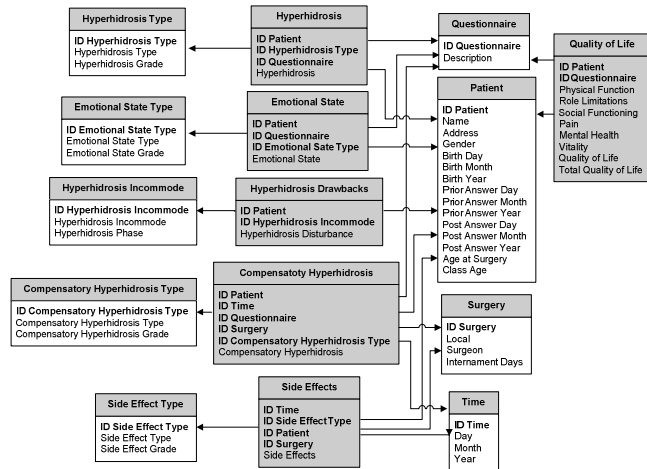 Hyperhidrosis Type
ID Hyperhidrosis Type
Hyperhidrosis Type
Hyperhidrosis Grade
Hyperhidrosis
ID Patient
ID Hyperhidrosis Type
ID Questionnaire
Hyperhidrosis
Questionnaire
ID Questionnaire
Description
Quality of Life
ID Patient
ID Questionnaire
Physical Function
Role Limitations
Social Functioning
Pain
Mental Health
Vitality
Quality of Life
Total Quality of Life
Emotional State Type
ID Emotional State Type
Emotional State Type
Emotional State Grade
Emotional State
ID Patient
ID Questionnaire
ID Emotional Sate Type
Emotional State
Patient
ID Patient
Name
Address
Gender
Birth Day
Birth Month
Birth Year
Prior Answer Day
Prior Answer Month
Prior Answer Year
Post Answer Day
Post Answer Month
Post Answer Year
Age at Surgery
Class Age
Hyperhidrosis Incommode
ID Hyperhidrosis Incommode
Hyperhidrosis Incommode
Hyperhidrosis Phase
Hyperhidrosis Drawbacks
ID Patient
ID Hyperhidrosis Incommode
Hyperhidrosis Disturbance
Compensatory Hyperhidrosis Type
ID Compensatory Hyperhidrosis Type
Compensatory Hyperhidrosis Type
Compensatory Hyperhidrosis Grade
Compensatoty Hyperhidrosis
ID Patient
ID Time
ID Questionnaire
ID Surgery
ID Compensatory Hyperhidrosis Type
Compensatory Hyperhidrosis
Surgery
ID Surgery
Local
Surgeon
Internament Days
Side Effect Type
ID Side Effect Type
Side Effect Type
Side Effect Grade
Side Effects
ID Time
ID Side Effect Type
ID Patient
ID Surgery
Side Effects
Time
ID Time
Day
Month
Year